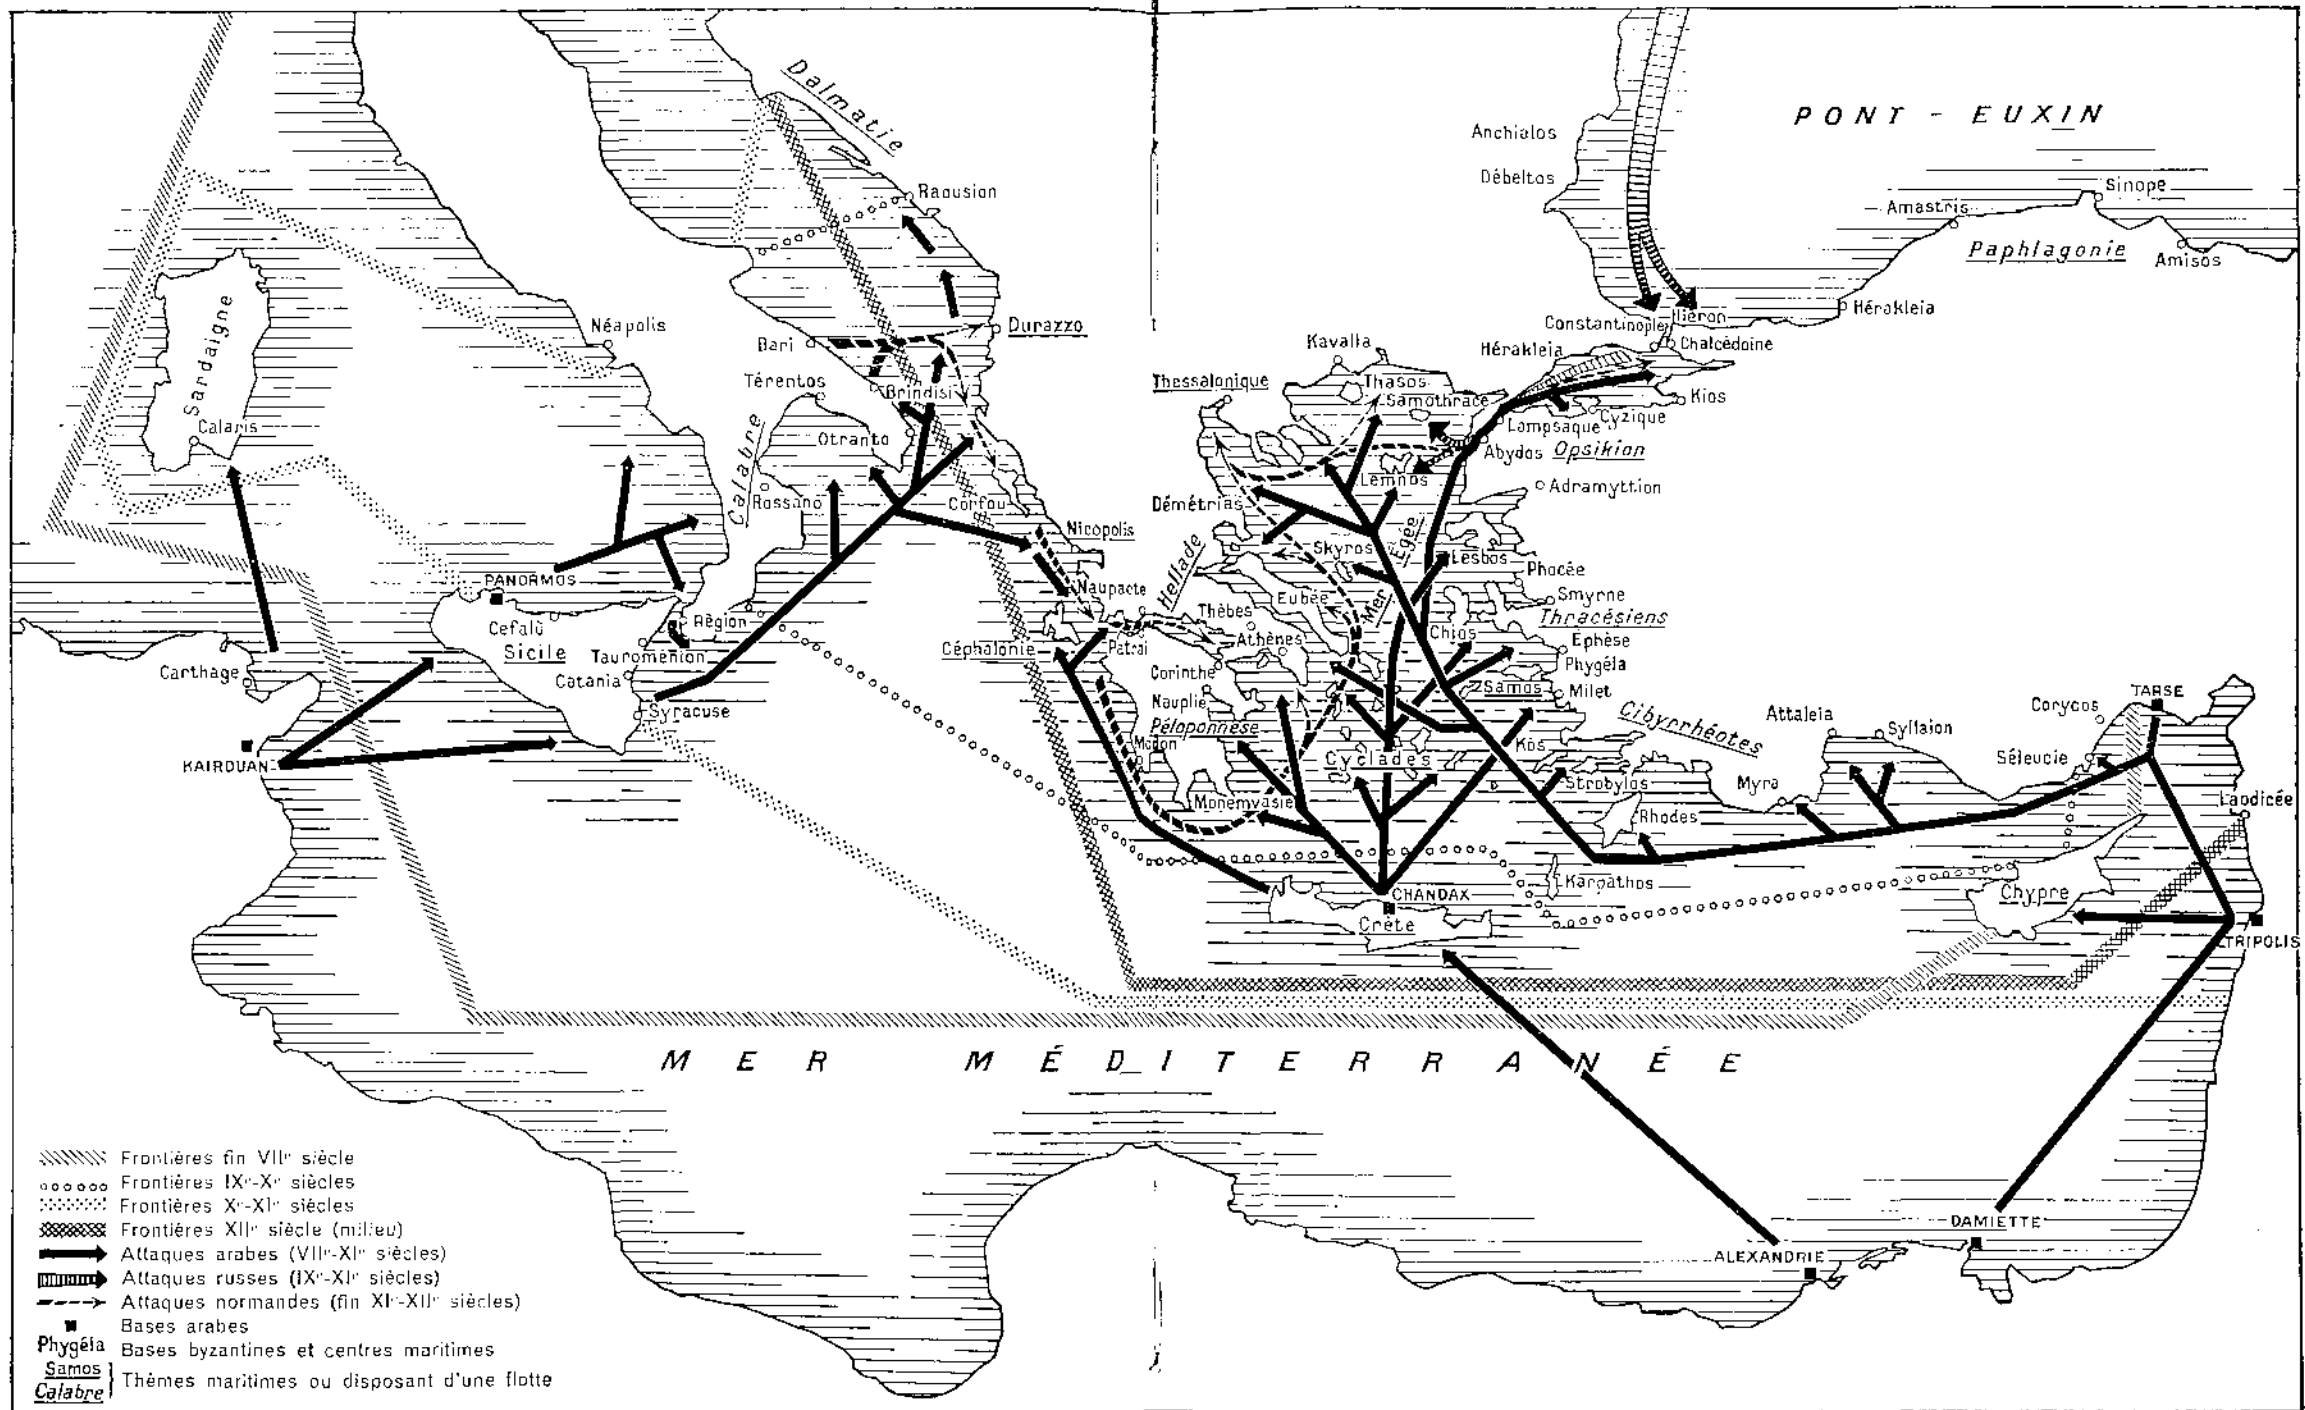 Dalmatie
PONT - EUXIN
Anchialos
Débeltos
Raousion
Sinope
Amastris
Paphlagonie
Amisos
Sardaigne
Néapolis
Bari
Durazzo
Hérakleia
Constantinople
Hiéron
Chalcédoine
Kavalla
Hérakleia
Térentos
Brindisi
Thessalonique
Thasos
Samothrace
Kios
Cyzique
Lampsaque
Calaris
Otranto
Abydos
Opsikion
Calabre
Rossano
Corfou
Lemnos
Adramyttion
Démétrias
Nicopolis
Skyros
Mer Égée
Lesbos
Phocée
PANORMOS
Naupacte
Hellade
Eubée
Smyrne
Cefalù
Règion
Thèbes
Thracésiens
Sicile
Céphalonie
Patrai
Athènes
Chios
Éphèse
Tauroménion
Carthage
Catania
Corinthe
Phygéla
Samos
Milet
TARSE
Syracuse
Nauplie
Péloponnèse
Cibyrrhéotes
Attaleia
Corycos
Syllaion
KAIROUAN
Modon
Kos
Cyclades
Séleucie
Strobylos
Myra
Monemvasie
Rhodes
Laodicée
Karpathos
CHANDAX
Chypre
Crète
TRIPOLIS
MER MÉDITERRANÉE
DAMIETTE
ALEXANDRIE
Frontières fin VIIe siècle
Frontières IXe-Xe siècles
Frontières Xe-XIe siècles
Frontières XIIe siècle (milieu)
Attaques arabes (VIIe-XIe siècles)
Attaques russes (IXe-XIe siècles)
Attaques normandes (fin XIe-XIIe siècles)
Bases arabes
Phygéla Bases byzantines et centres maritimes
Samos
Calabre } Thèmes maritimes ou disposant d'une flotte